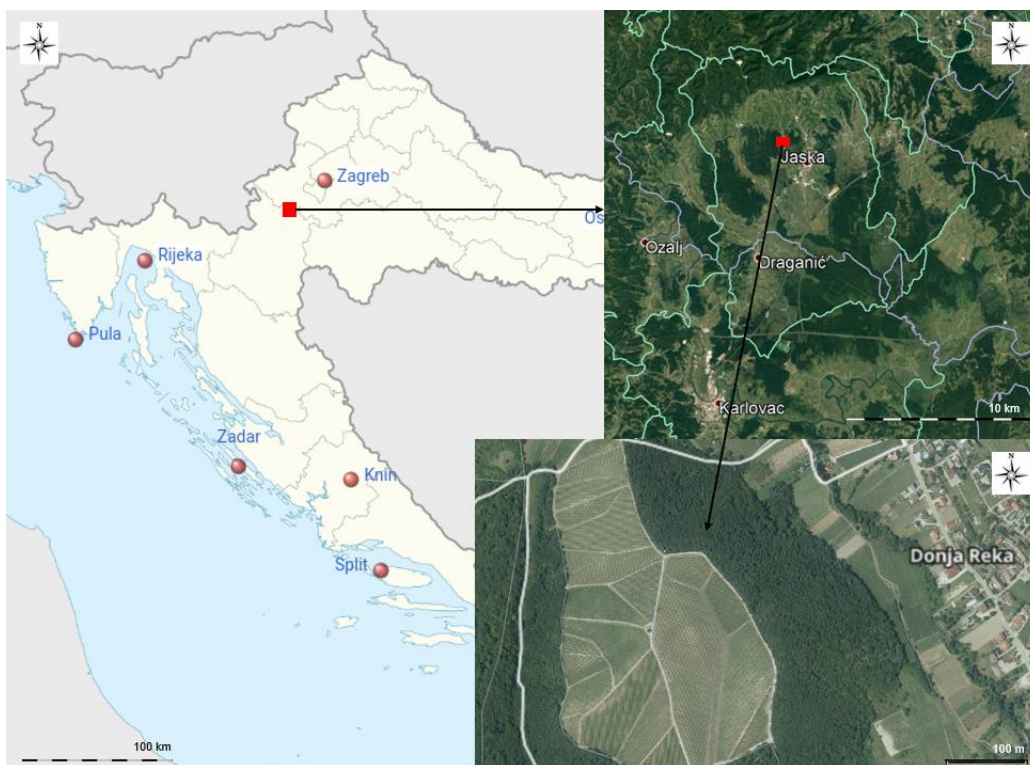 N
Zagreb
Os
Rijeka
Pula
Zadar
Knin
Split
100 km
N
Jaska
Ozalj
Draganić
Karlovac
10 km
N
Donja Reka
100 m